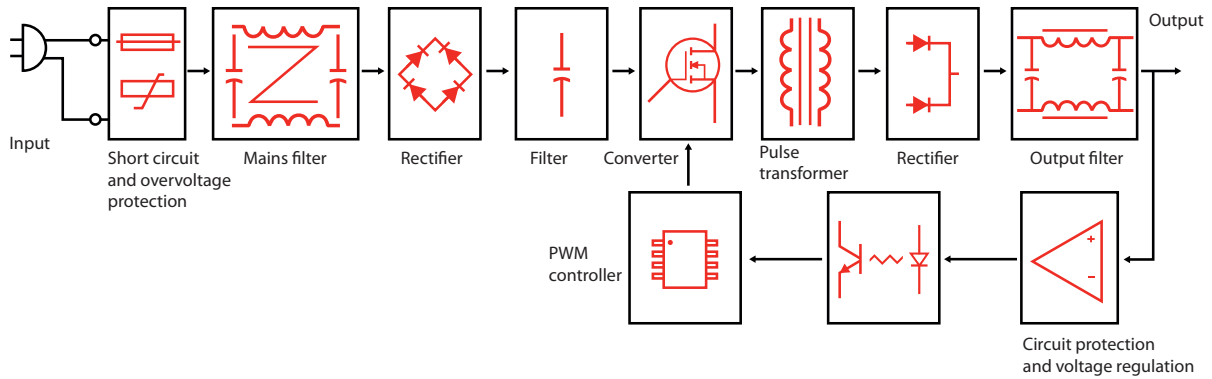 Output
Input
Short circuit
and overvoltage
protection
Mains filter
Rectifier
Filter
Converter
Pulse
transformer
Rectifier
Output filter
PWM
controller
+
-
Circuit protection
and voltage regulation